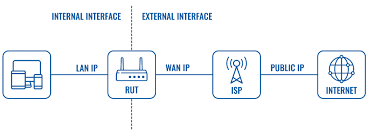 INTERNAL INTERFACE
EXTERNAL INTERFACE
LAN IP
WAN IP
PUBLIC IP
RUT
ISP
INTERNET